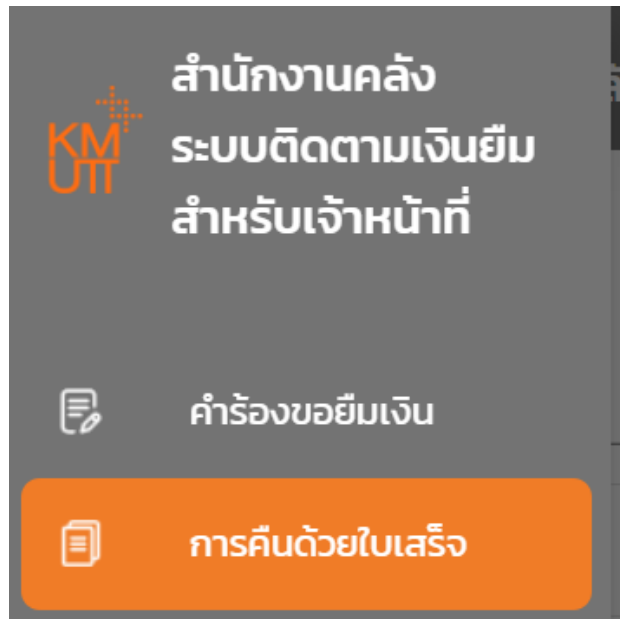 สำนักงานคลัง
KM
UTT
ระบบติดตามเงินยืม
สำหรับเจ้าหน้าที่
คำร้องขอยืมเงิน
การคืนด้วยใบเสร็จ